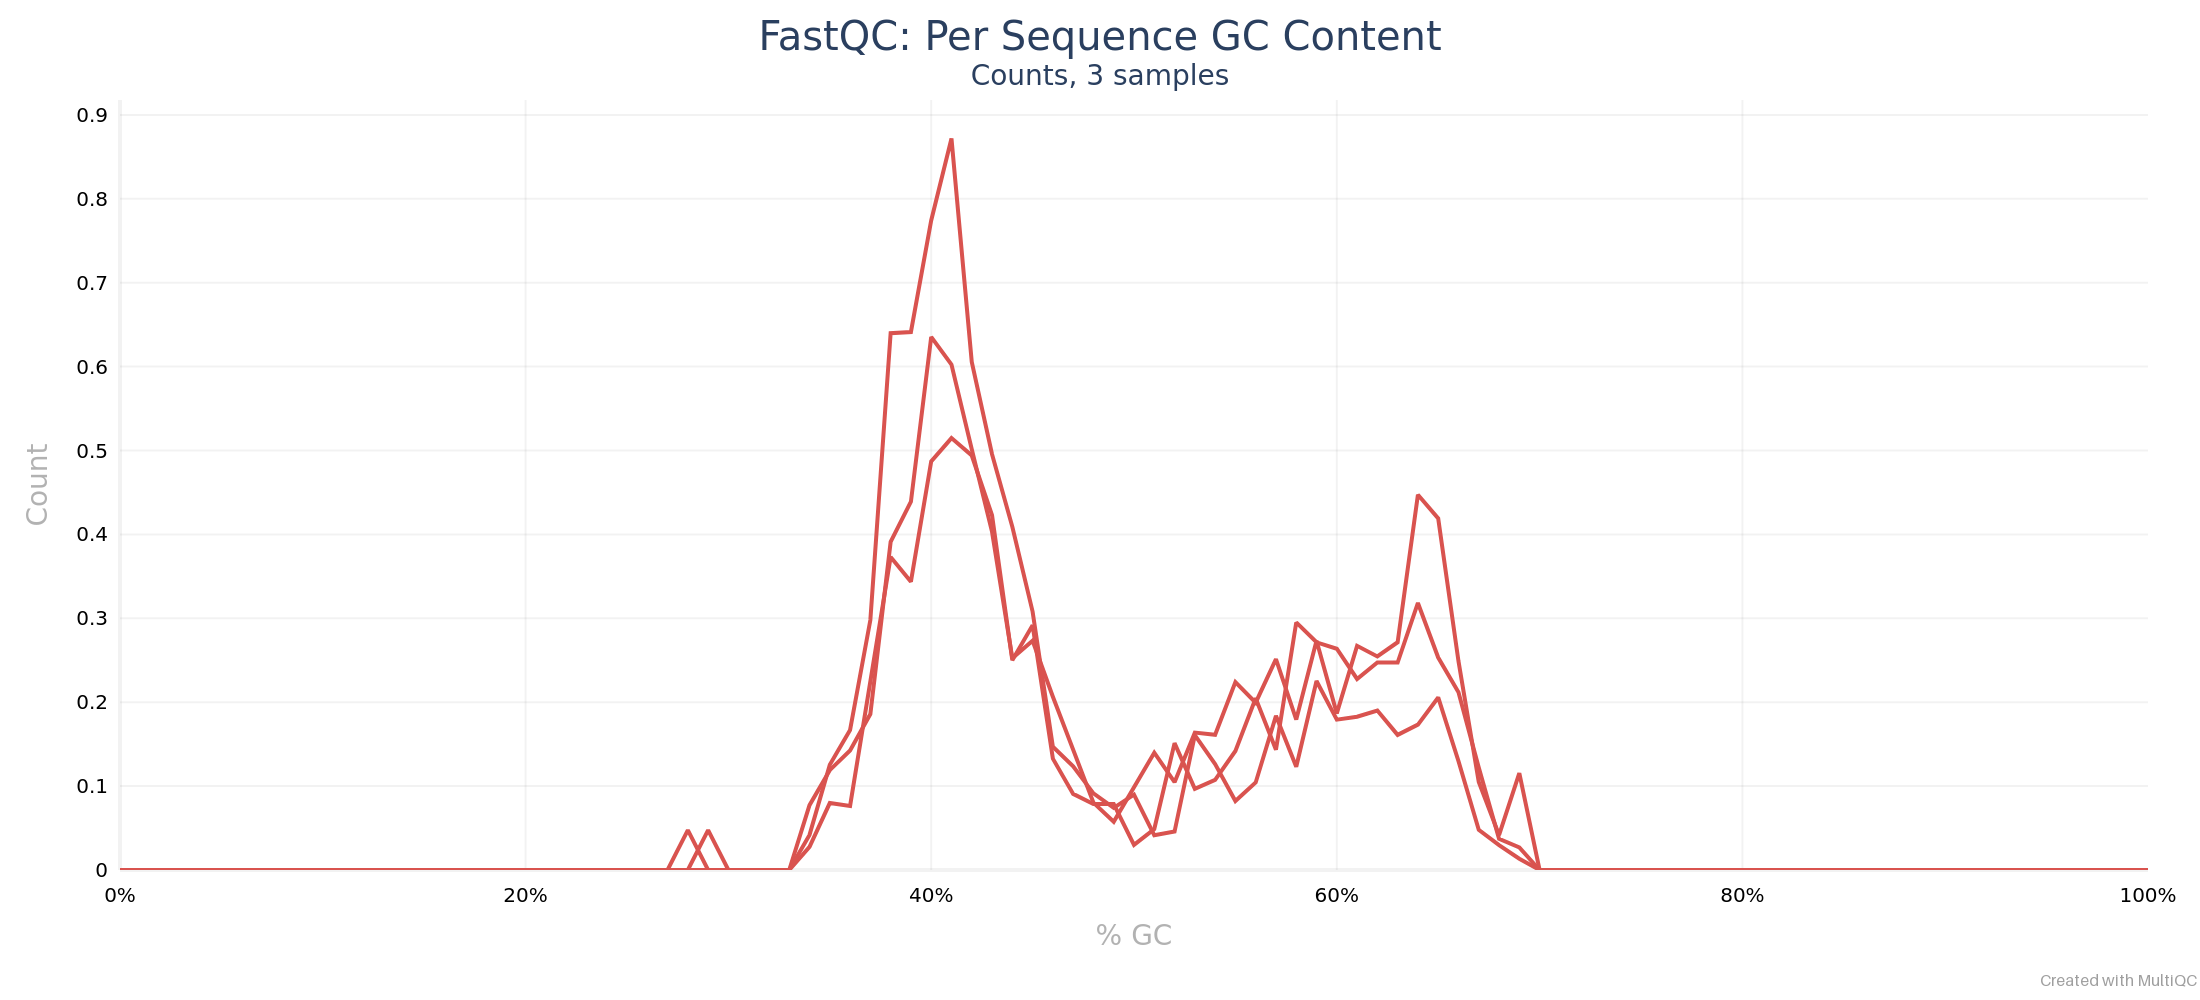 FastQC: Per Sequence GC Content
Counts, 3 samples
0.9
0.8
0.7
0.6
0.5
0.4
0.3
0.2
0.1
0
Count
0% 20% 40% 60% 80% 100%
% GC
Created with MultiQC